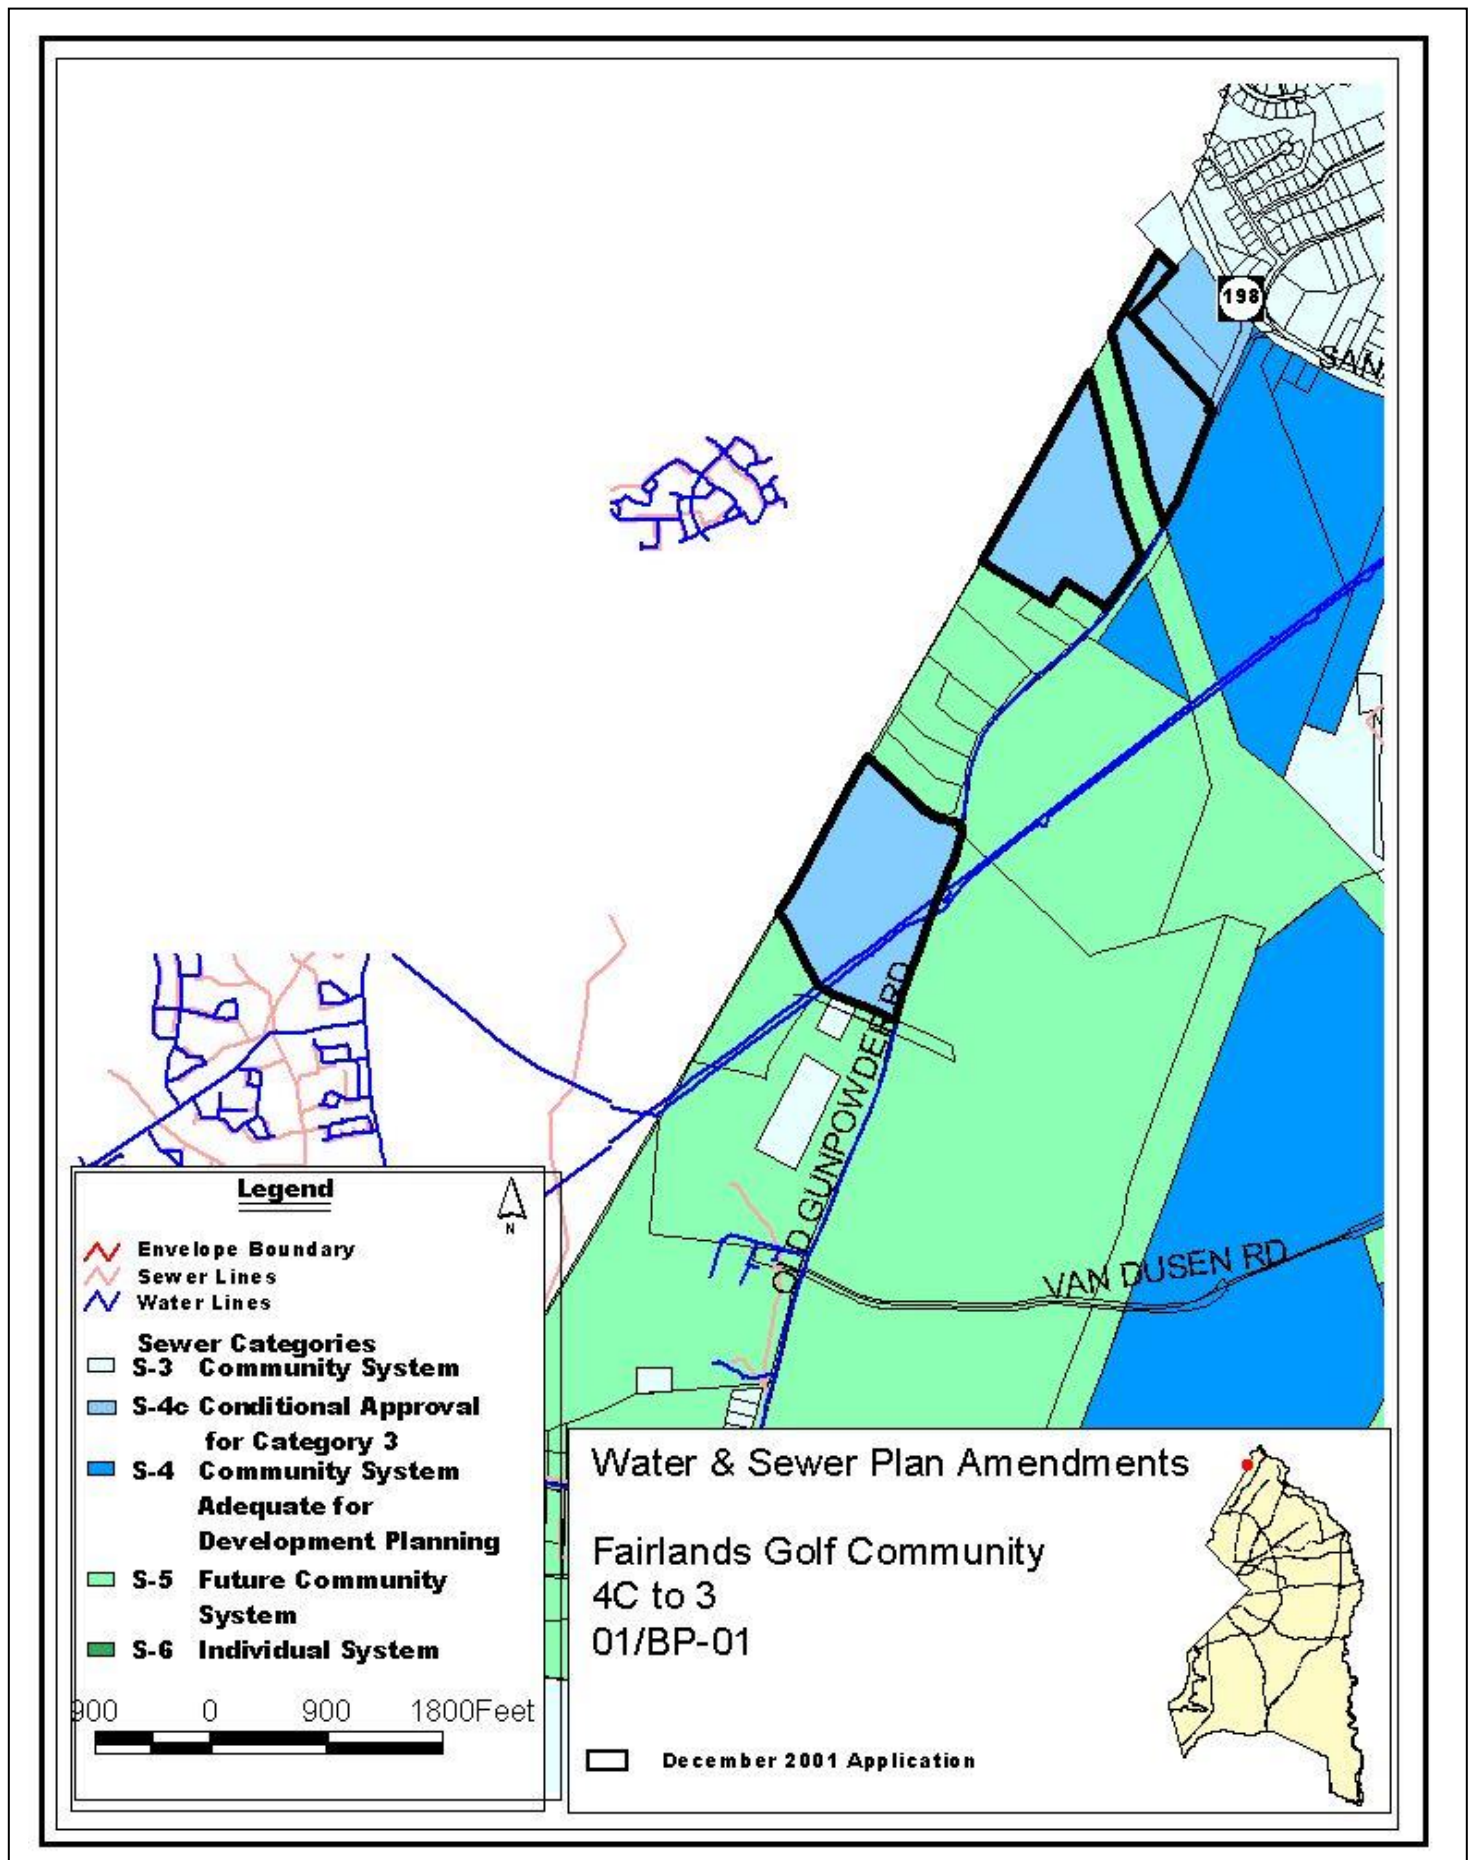 198
SAN
OLD GUNPOWDER RD
VAN DUSEN RD
Legend
N
Envelope Boundary
Sewer Lines
Water Lines
Sewer Categories
S-3 Community System
S-4c Conditional Approval
for Category 3
S-4 Community System
Adequate for
Development Planning
S-5 Future Community
System
S-6 Individual System
900 0 900 1800Feet
Water & Sewer Plan Amendments
Fairlands Golf Community
4C to 3
01/BP-01
December 2001 Application